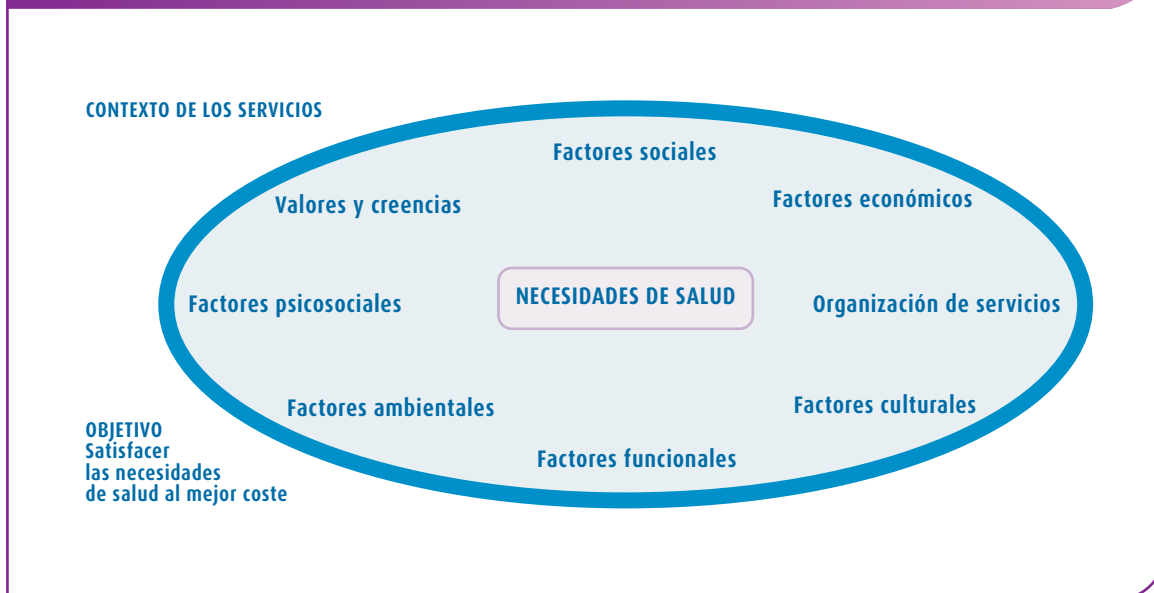 CONTEXTO DE LOS SERVICIOS
Factores sociales
Valores y creencias
Factores económicos
Factores psicosociales
NECESIDADES DE SALUD
Organización de servicios
Factores ambientales
Factores culturales
Factores funcionales
OBJETIVO
Satisfacer
las necesidades
de salud al mejor coste